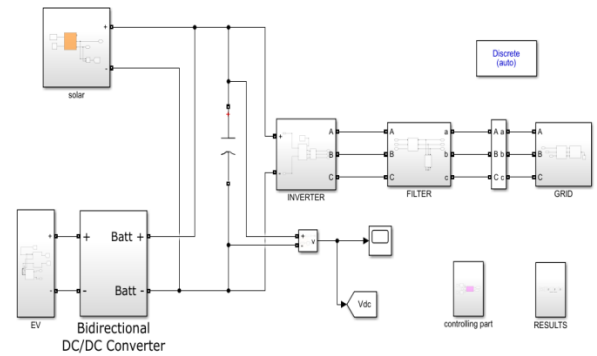 +
-
solar
Discrete
(auto)
+
-
INVERTER
A
B
C
A
B
C
a
b
c
FILTER
A a
B b
C c
A
B
C
GRID
+
-
EV
+
-
Batt +
Batt -
Bidirectional
DC/DC Converter
+
-
v
Vdc
controlling part
RESULTS